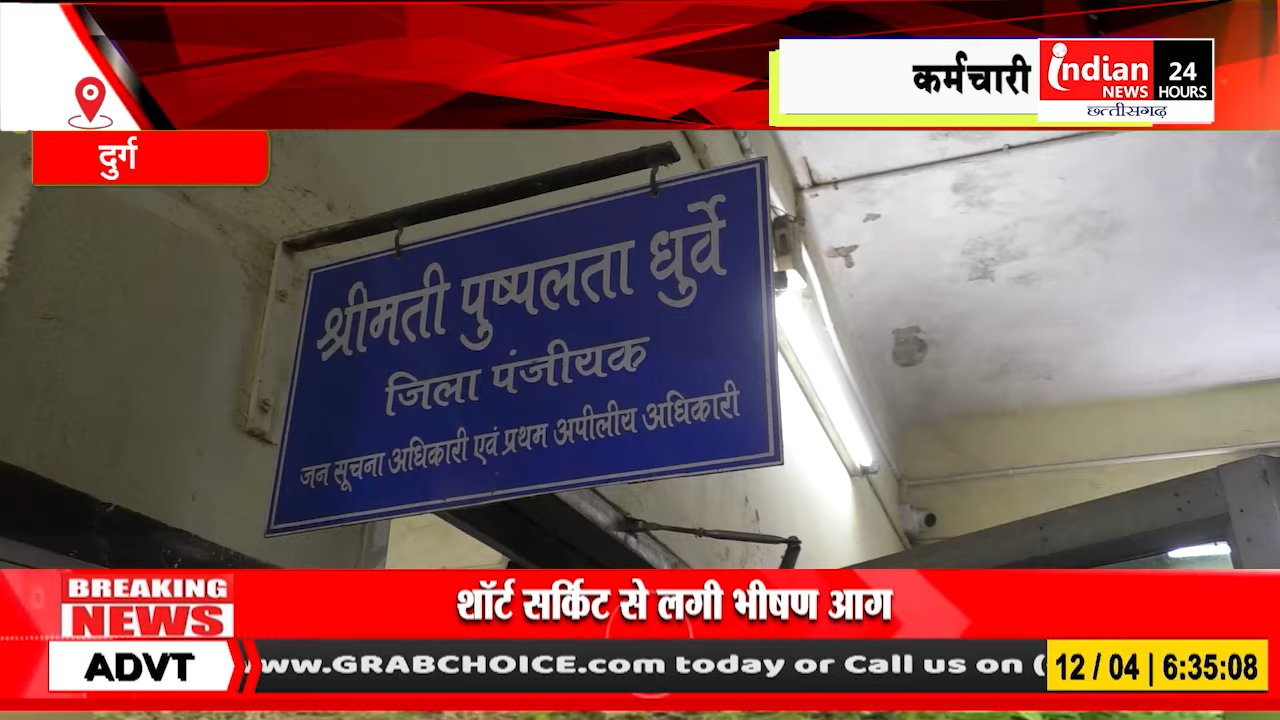 कर्मचारी
indian NEWS
24 HOURS
छत्तीसगढ़
दुर्ग
श्रीमती पुष्पलता धुर्वे
जिला पंजीयक
जन सूचना अधिकारी एवं प्रथम अपीलीय अधिकारी
BREAKING
NEWS
शॉर्ट सर्किट से लगी भीषण आग
ADVT
www.GRABCHOICE.com today or Call us on (
12 / 04 | 6:35:08